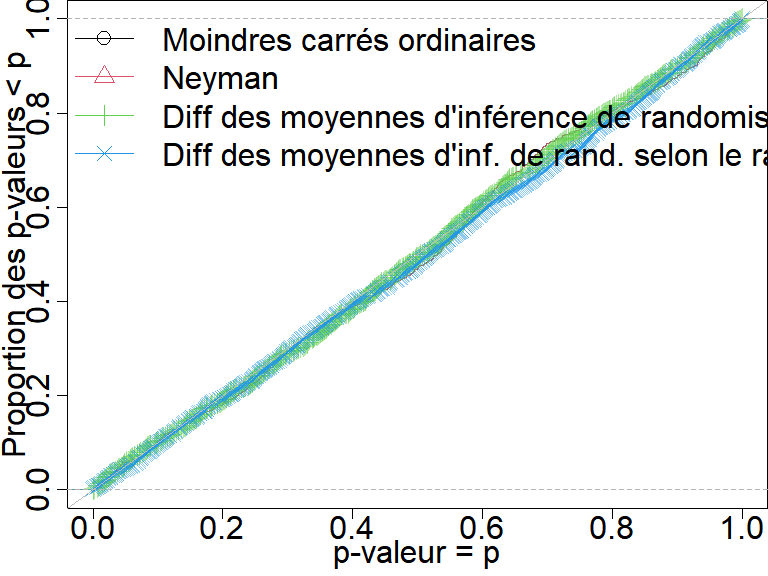 Moindres carrés ordinaires
Neyman
Diff des moyennes d'inférence de randomis
Diff des moyennes d'inf. de rand. selon le ra
Proportion des p-valeurs < p
1.0
0.8
0.6
0.4
0.2
0.0
0.0 0.2 0.4 0.6 0.8 1.0
p-valeur = p